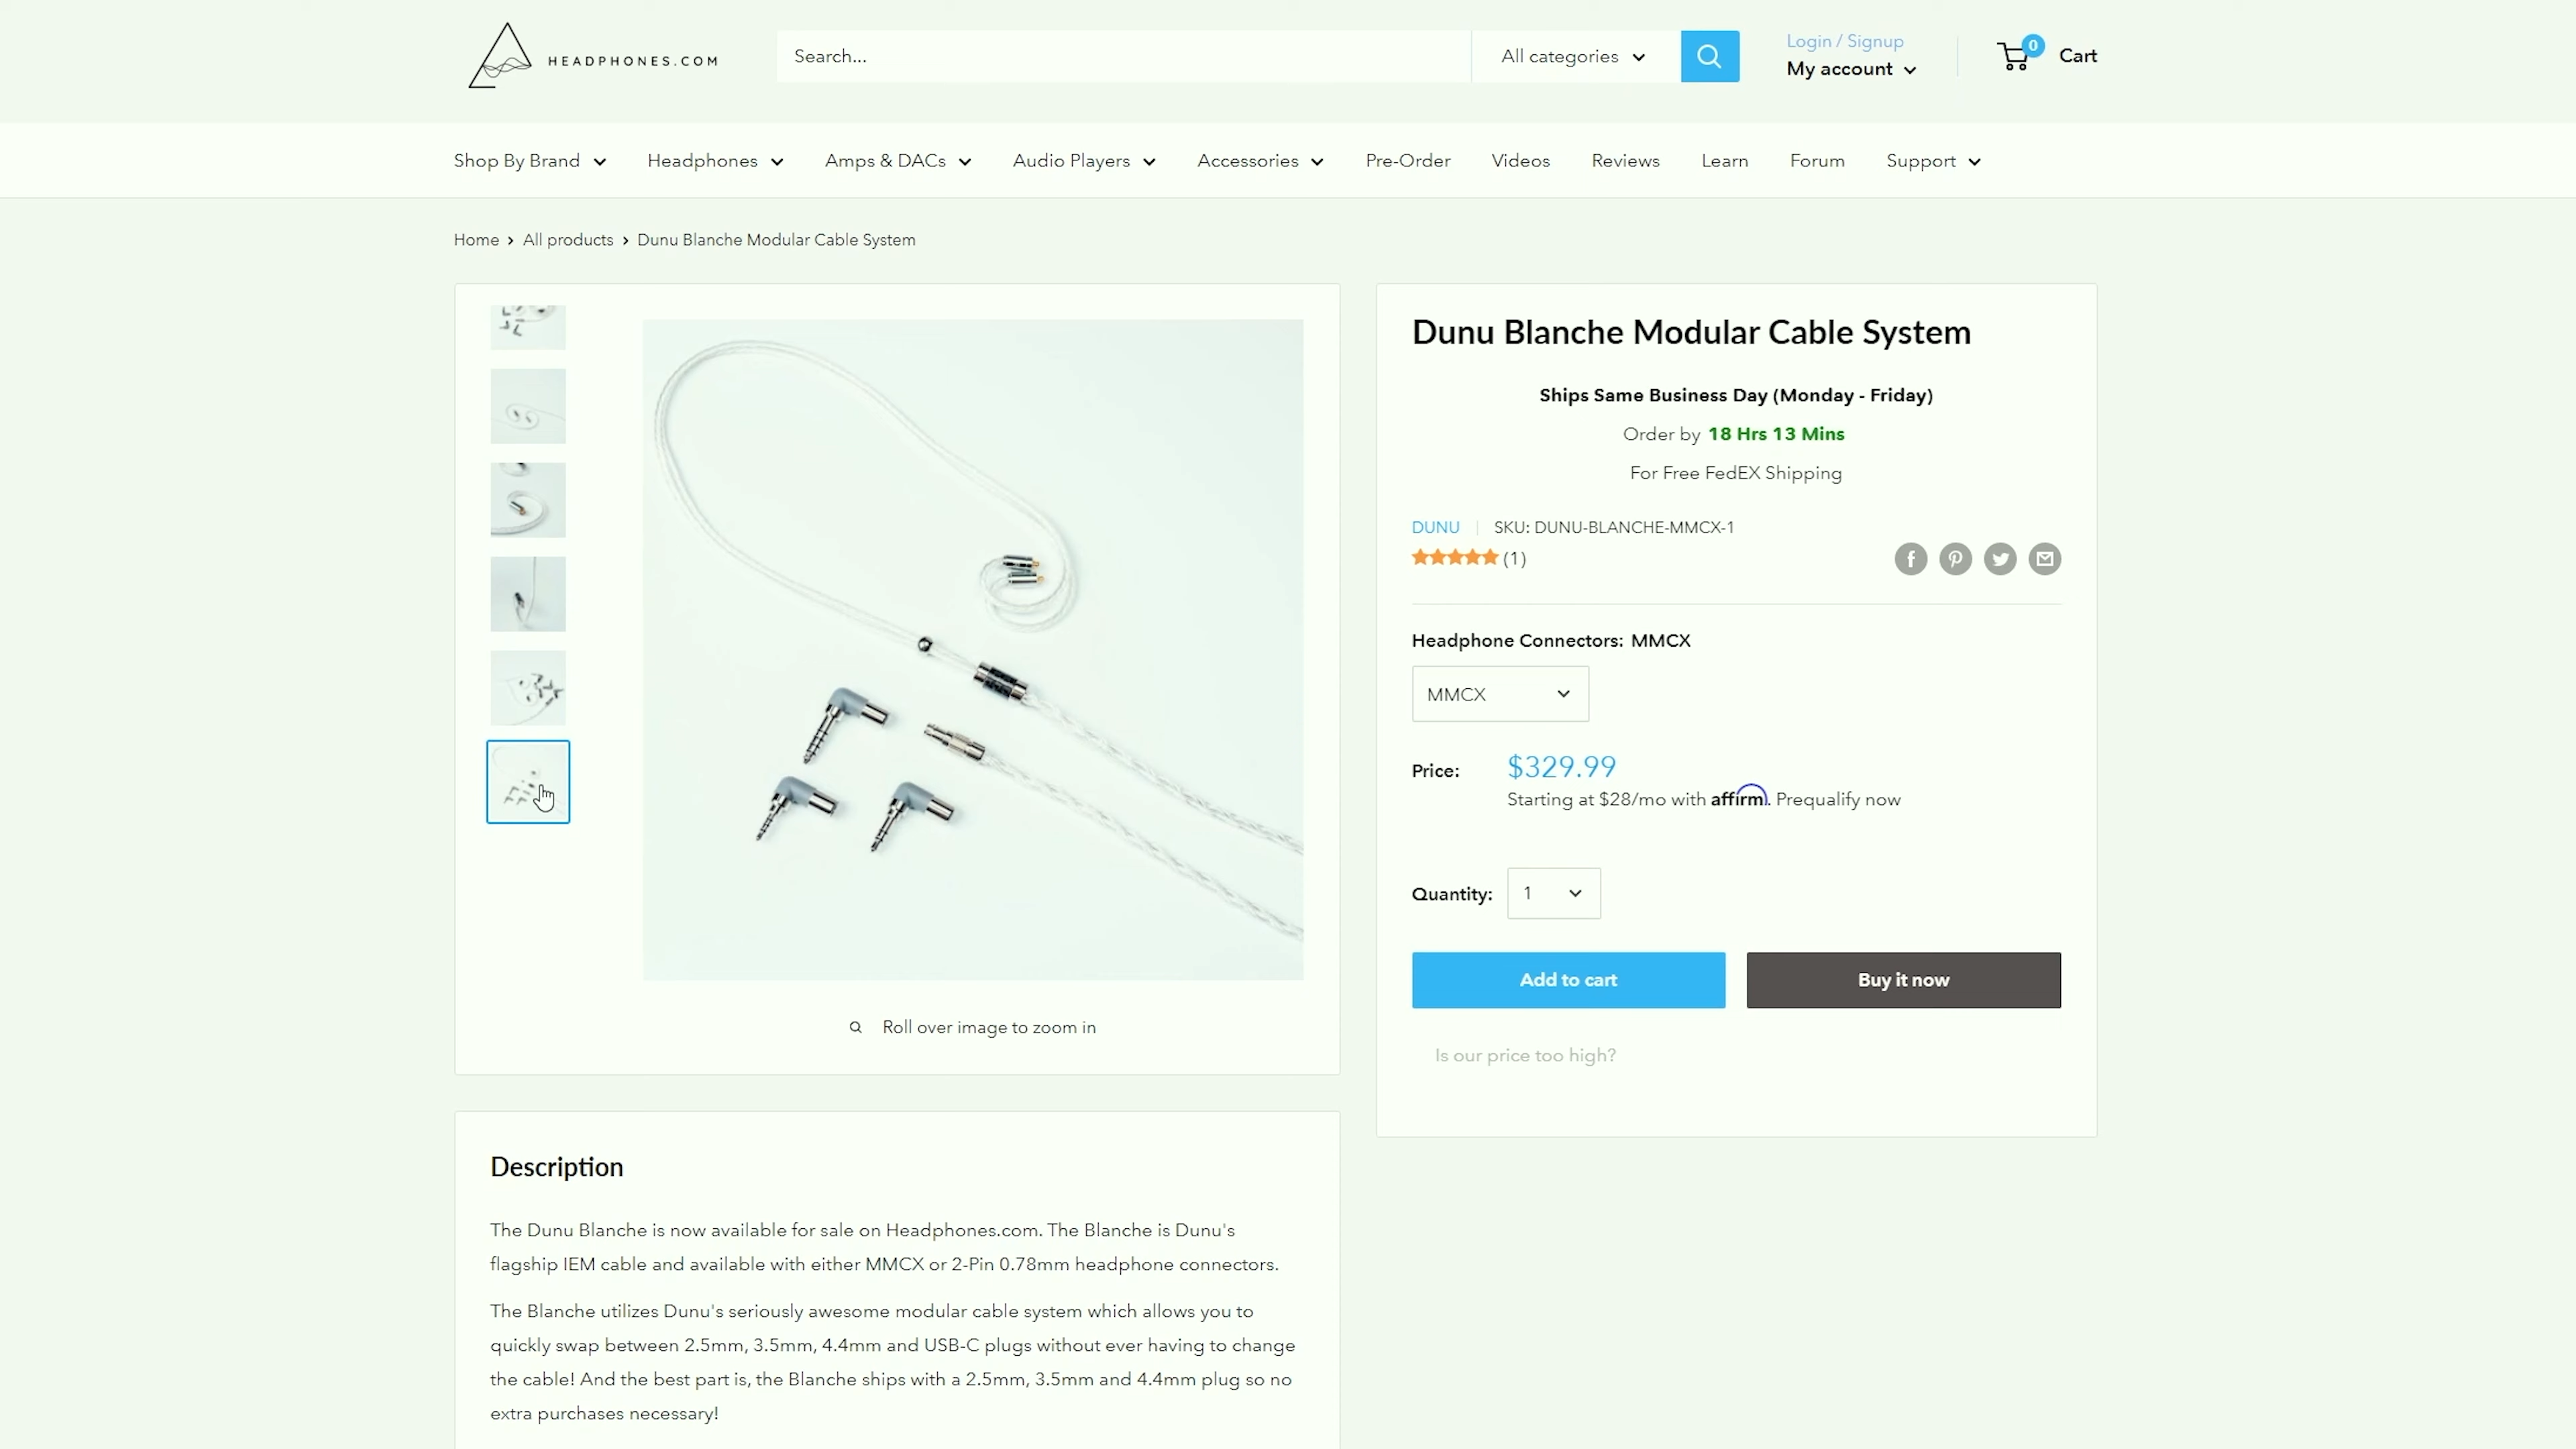 HEADPHONES.COM
Search...
All categories
Login / Signup
My account
0
Cart
Shop By Brand
Headphones
Amps & DACs
Audio Players
Accessories
Pre-Order
Videos
Reviews
Learn
Forum
Support
Home > All products > Dunu Blanche Modular Cable System
Roll over image to zoom in
Dunu Blanche Modular Cable System
Ships Same Business Day (Monday - Friday)
Order by 18 Hrs 13 Mins
For Free FedEX Shipping
DUNU SKU: DUNU-BLANCHE-MMCX-1
(1)
Headphone Connectors: MMCX
MMCX
Price: $329.99
Starting at $28/mo with affirm. Prequalify now
Quantity: 1
Add to cart
Buy it now
Is our price too high?
Description
The Dunu Blanche is now available for sale on Headphones.com. The Blanche is Dunu's
flagship IEM cable and available with either MMCX or 2-Pin 0.78mm headphone connectors.
The Blanche utilizes Dunu's seriously awesome modular cable system which allows you to
quickly swap between 2.5mm, 3.5mm, 4.4mm and USB-C plugs without ever having to change
the cable! And the best part is, the Blanche ships with a 2.5mm, 3.5mm and 4.4mm plug so no
extra purchases necessary!